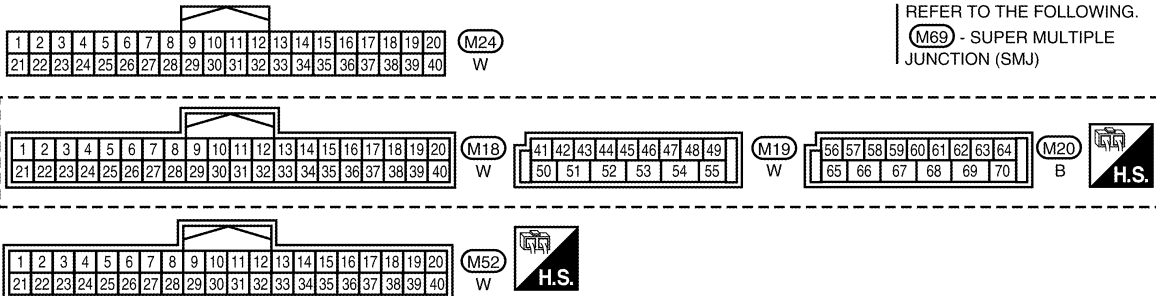 REFER TO THE FOLLOWING.
M69 - SUPER MULTIPLE
JUNCTION (SMJ)
1 2 3 4 5 6 7 8 9 10 11 12 13 14 15 16 17 18 19 20 M24
21 22 23 24 25 26 27 28 29 30 31 32 33 34 35 36 37 38 39 40 W
1 2 3 4 5 6 7 8 9 10 11 12 13 14 15 16 17 18 19 20 M18
21 22 23 24 25 26 27 28 29 30 31 32 33 34 35 36 37 38 39 40 W
41 42 43 44 45 46 47 48 49 M19
50 51 52 53 54 55 W
56 57 58 59 60 61 62 63 64 M20
65 66 67 68 69 70 B
H.S.
1 2 3 4 5 6 7 8 9 10 11 12 13 14 15 16 17 18 19 20 M52
21 22 23 24 25 26 27 28 29 30 31 32 33 34 35 36 37 38 39 40 W
H.S.